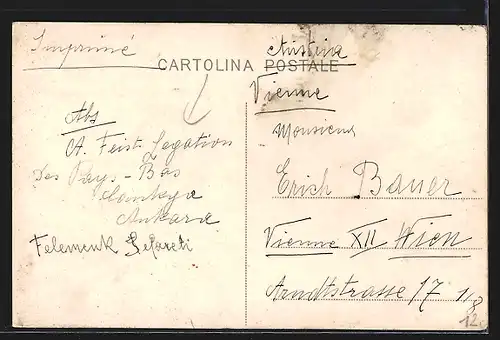 Imprimé
CARTOLINA POSTALE
Abs
A. Feist Legation
des Pays-Bas
Ankara
Felemenk Sefareti
Autriche
Vienne
Monsieur
Erich Bauer
Vienne XII Wien
Arndtstrasse 17
12.